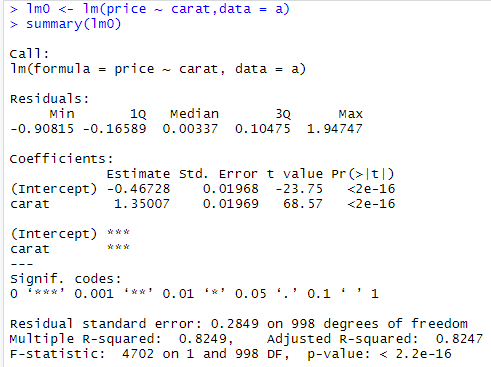 > lm0 <- lm(price ~ carat,data = a)
> summary(lm0)
Call:
lm(formula = price ~ carat, data = a)
Residuals:
     Min       1Q   Median       3Q      Max
-0.90815 -0.16589  0.00337  0.10475  1.94747
Coefficients:
            Estimate Std. Error t value Pr(>|t|)
(Intercept) -0.46728    0.01968  -23.75   <2e-16
carat        1.35007    0.01969   68.57   <2e-16
(Intercept) ***
carat       ***
---
Signif. codes:
0 ‘***’ 0.001 ‘**’ 0.01 ‘*’ 0.05 ‘.’ 0.1 ‘ ’ 1
Residual standard error: 0.2849 on 998 degrees of freedom
Multiple R-squared:  0.8249,	Adjusted R-squared:  0.8247
F-statistic:  4702 on 1 and 998 DF,  p-value: < 2.2e-16